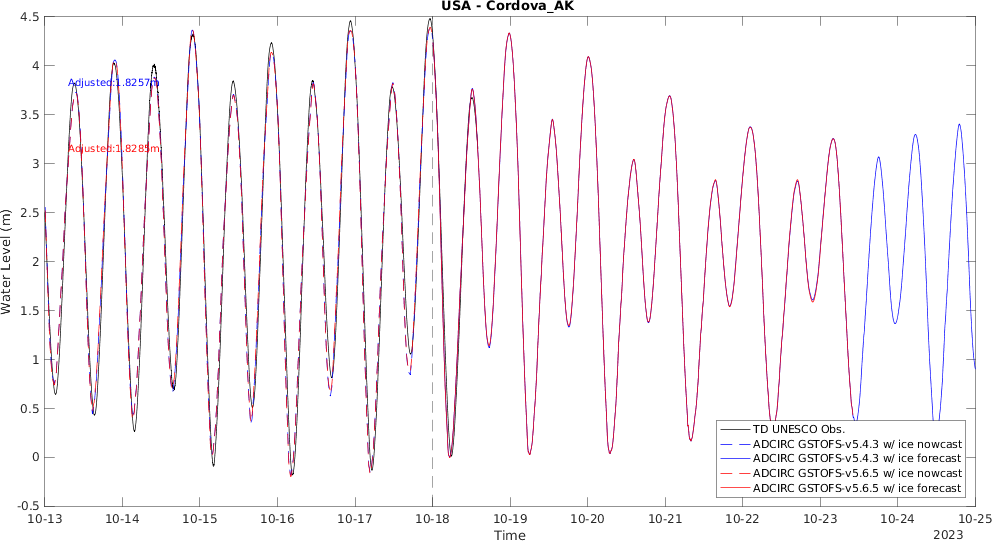 USA - Cordova_AK
4.5
4
3.5
3
2.5
2
1.5
1
0.5
0
-0.5
Water Level (m)
Adjusted:1.8257m
Adjusted:1.8285m
TD UNESCO Obs.
ADCIRC GSTOFS-v5.4.3 w/ ice nowcast
ADCIRC GSTOFS-v5.4.3 w/ ice forecast
ADCIRC GSTOFS-v5.6.5 w/ ice nowcast
ADCIRC GSTOFS-v5.6.5 w/ ice forecast
10-13 10-14 10-15 10-16 10-17 10-18 10-19 10-20 10-21 10-22 10-23 10-24 10-25
Time
2023